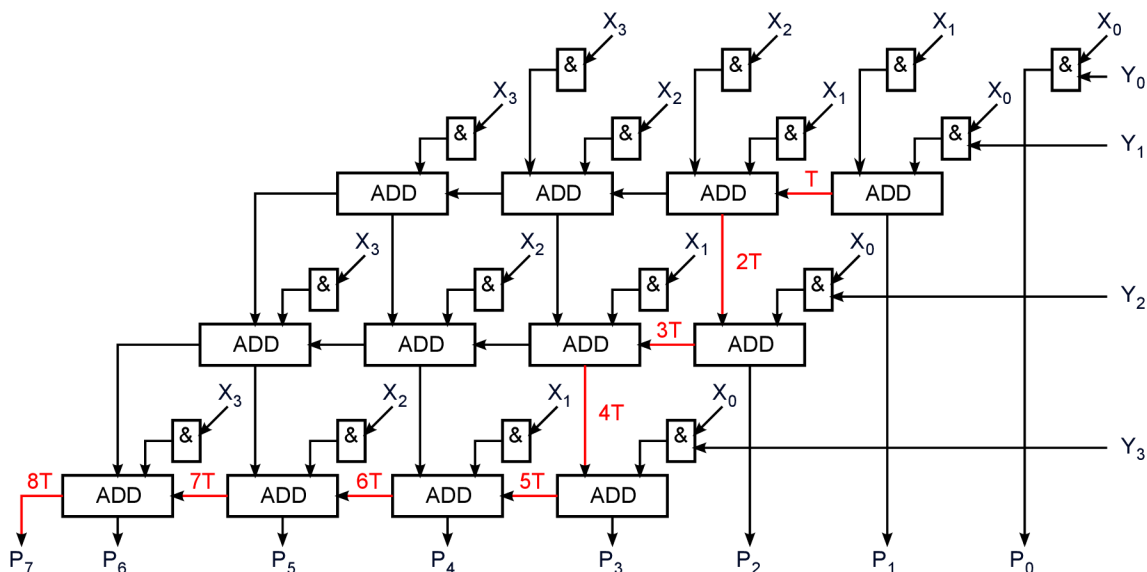 X3 X2 X1 X0
& & & & Y0
X3 X2 X1 X0
& & & & Y1
ADD ADD ADD T ADD
X3 X2 X1 2T X0
& & & & Y2
ADD ADD ADD 3T ADD
X3 X2 X1 4T X0
& & & & Y3
8T ADD 7T ADD 6T ADD 5T ADD
P7 P6 P5 P4 P3 P2 P1 P0